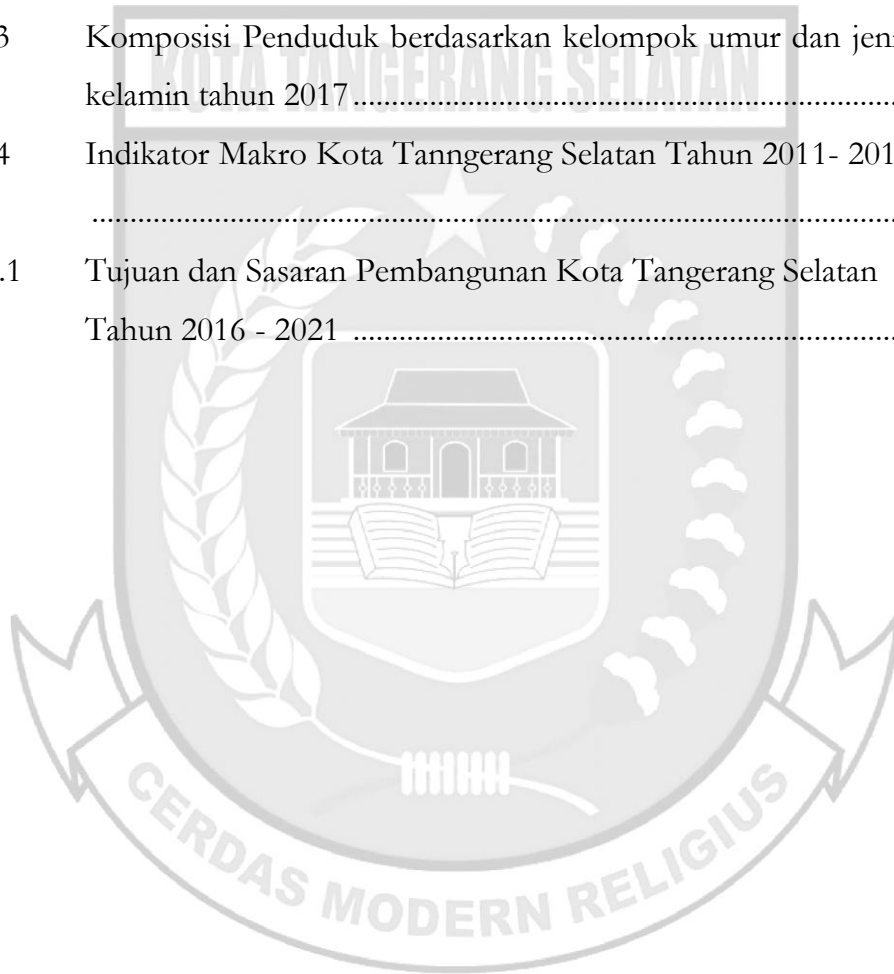 3 Komposisi Penduduk berdasarkan kelompok umur dan
KOTA TANGERANG SELATAN
kelamin tahun 2017..........................................................................
4 Indikator Makro Kota Tanngerang Selatan Tahun 2011- 201
..........................................................................................................
.1 Tujuan dan Sasaran Pembangunan Kota Tangerang Selatan
Tahun 2016 - 2021 .........................................................................
CERDAS MODERN RELIGIUS